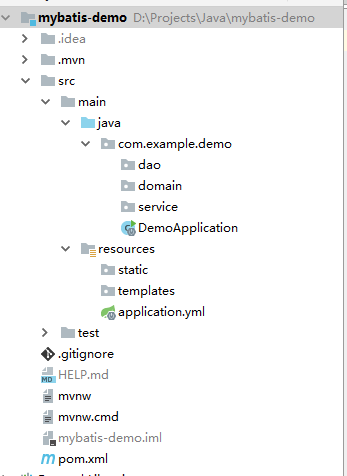 mybatis-demo D:\Projects\Java\mybatis-demo
.idea
.mvn
src
main
java
com.example.demo
dao
domain
service
DemoApplication
resources
static
templates
application.yml
test
.gitignore
MD HELP.md
mvnw
mvnw.cmd
mybatis-demo.iml
m pom.xml